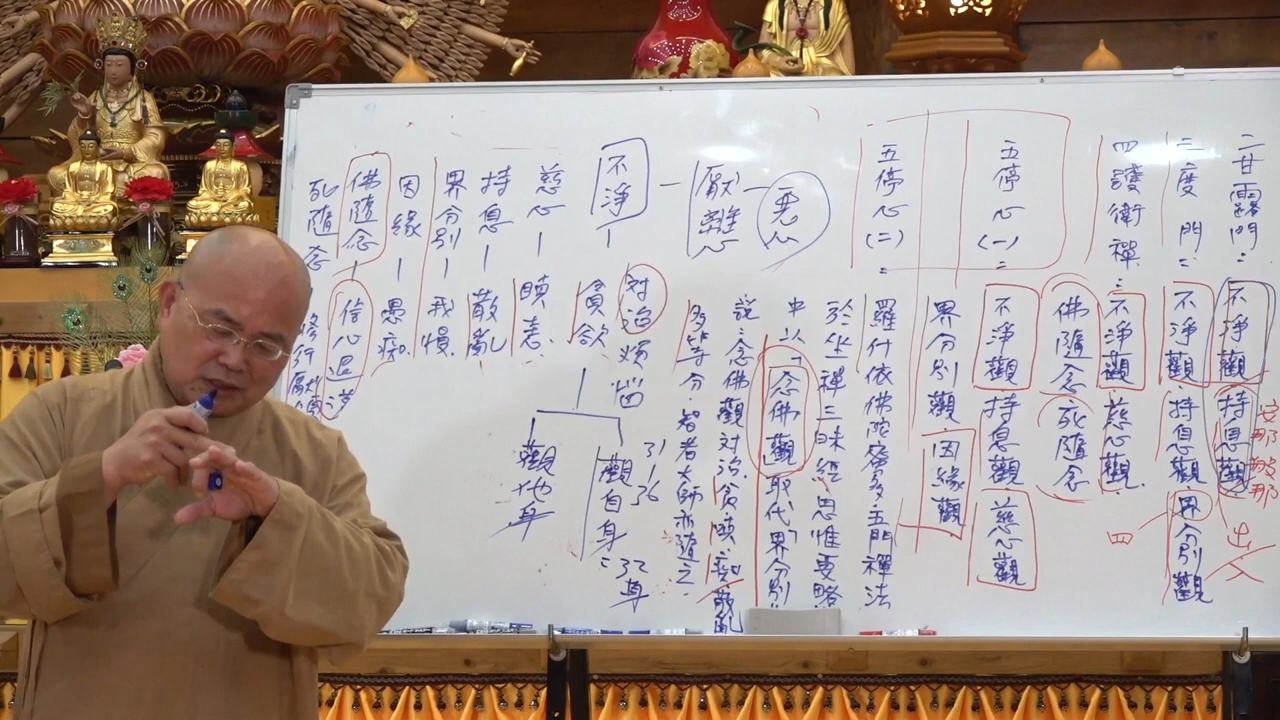 二甘露門：不淨觀 持息觀
安那般那
出入
三度門：不淨觀 持息觀 界分別觀
四
四護衛禪：不淨觀 慈心觀
佛隨念 死隨念
五停心(一)：不淨觀 持息觀 慈心觀
界分別觀 因緣觀
五停心(二)：羅什依佛陀蜜多五門禪法
於坐禪三昧經、思惟要略
中以「念佛觀」取代「界分別」
說：念佛觀對治貪瞋痴散亂
多等分，智者大師亦隨之
惡心
厭離心
不淨－對治煩惱
貪欲
觀自身：32身
31
36
觀他身
慈心－瞋恚
持息－散亂
界分別－我慢
因緣－愚痴
佛隨念－信心
死隨念 修行